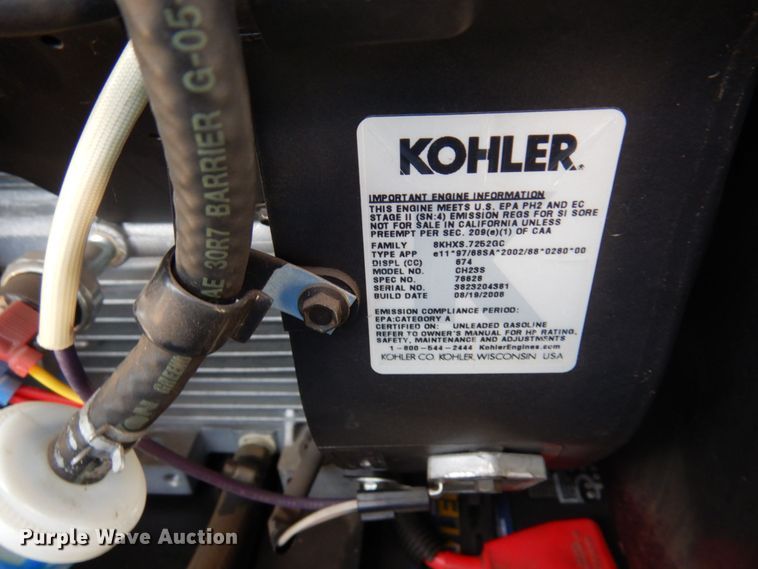 G-05
SAE 30R7 BARRIER
KOHLER
IMPORTANT ENGINE INFORMATION
THIS ENGINE MEETS U.S. EPA PH2 AND EC
STAGE II (SN:4) EMISSION REGS FOR SI SORE
NOT FOR SALE IN CALIFORNIA UNLESS
PREEMPT PER SEC. 209(e)(1) OF CAA
FAMILY 8KHXS.7252GC
TYPE APP e11*97/68SA*2002/88*0280*00
DISPL (CC) 674
MODEL NO. CH23S
SPEC NO. 76628
SERIAL NO. 3823204381
BUILD DATE 08/19/2008
EMISSION COMPLIANCE PERIOD:
EPA:CATEGORY A
CERTIFIED ON: UNLEADED GASOLINE
REFER TO OWNER'S MANUAL FOR HP RATING,
SAFETY, MAINTENANCE AND ADJUSTMENTS
1-800-544-2444 KohlerEngines.com
KOHLER CO. KOHLER, WISCONSIN USA
Purple Wave Auction